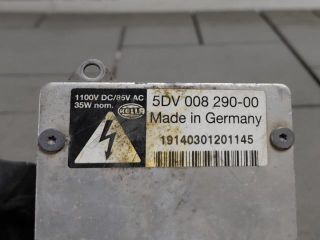 1100V DC/85V AC
35W nom.
HELLA
5DV 008 290-00
Made in Germany
19140301201145